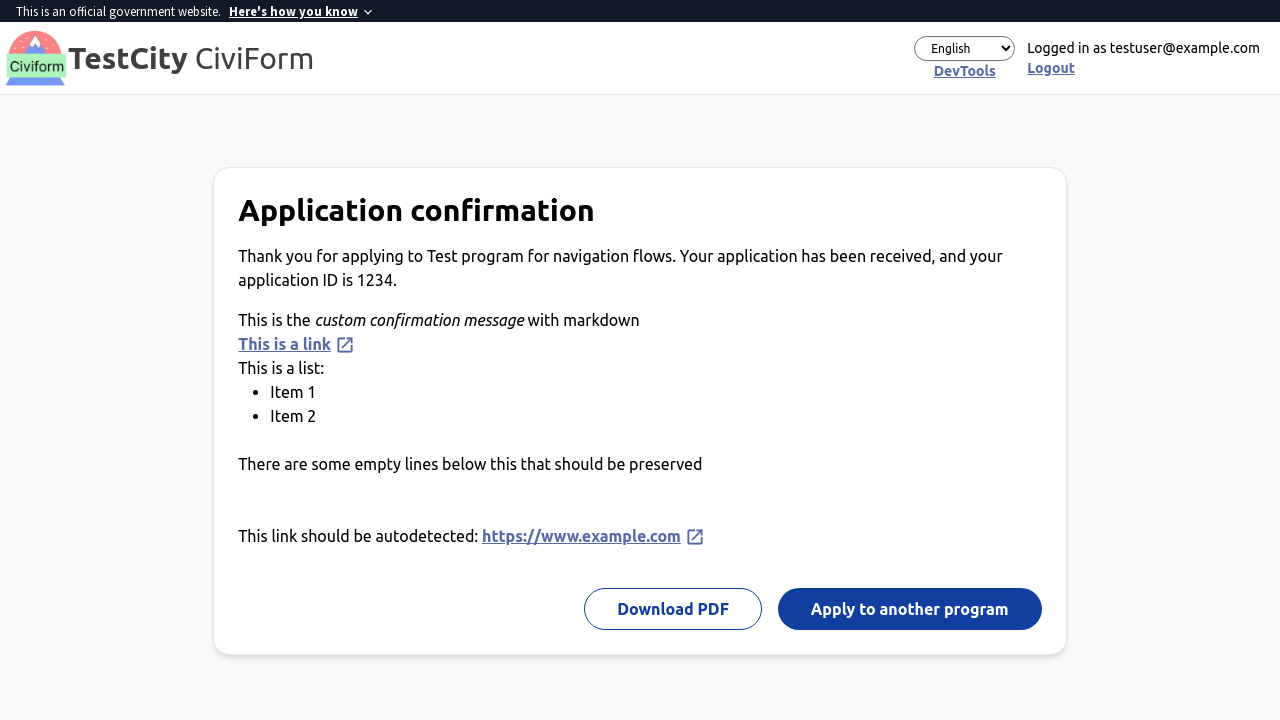 This is an official government website. Here's how you know
Civiform
TestCity CiviForm
English
DevTools
Logged in as testuser@example.com
Logout
Application confirmation
Thank you for applying to Test program for navigation flows. Your application has been received, and your
application ID is 1234.
This is the custom confirmation message with markdown
This is a link
This is a list:
• Item 1
• Item 2
There are some empty lines below this that should be preserved
This link should be autodetected: https://www.example.com
Download PDF
Apply to another program